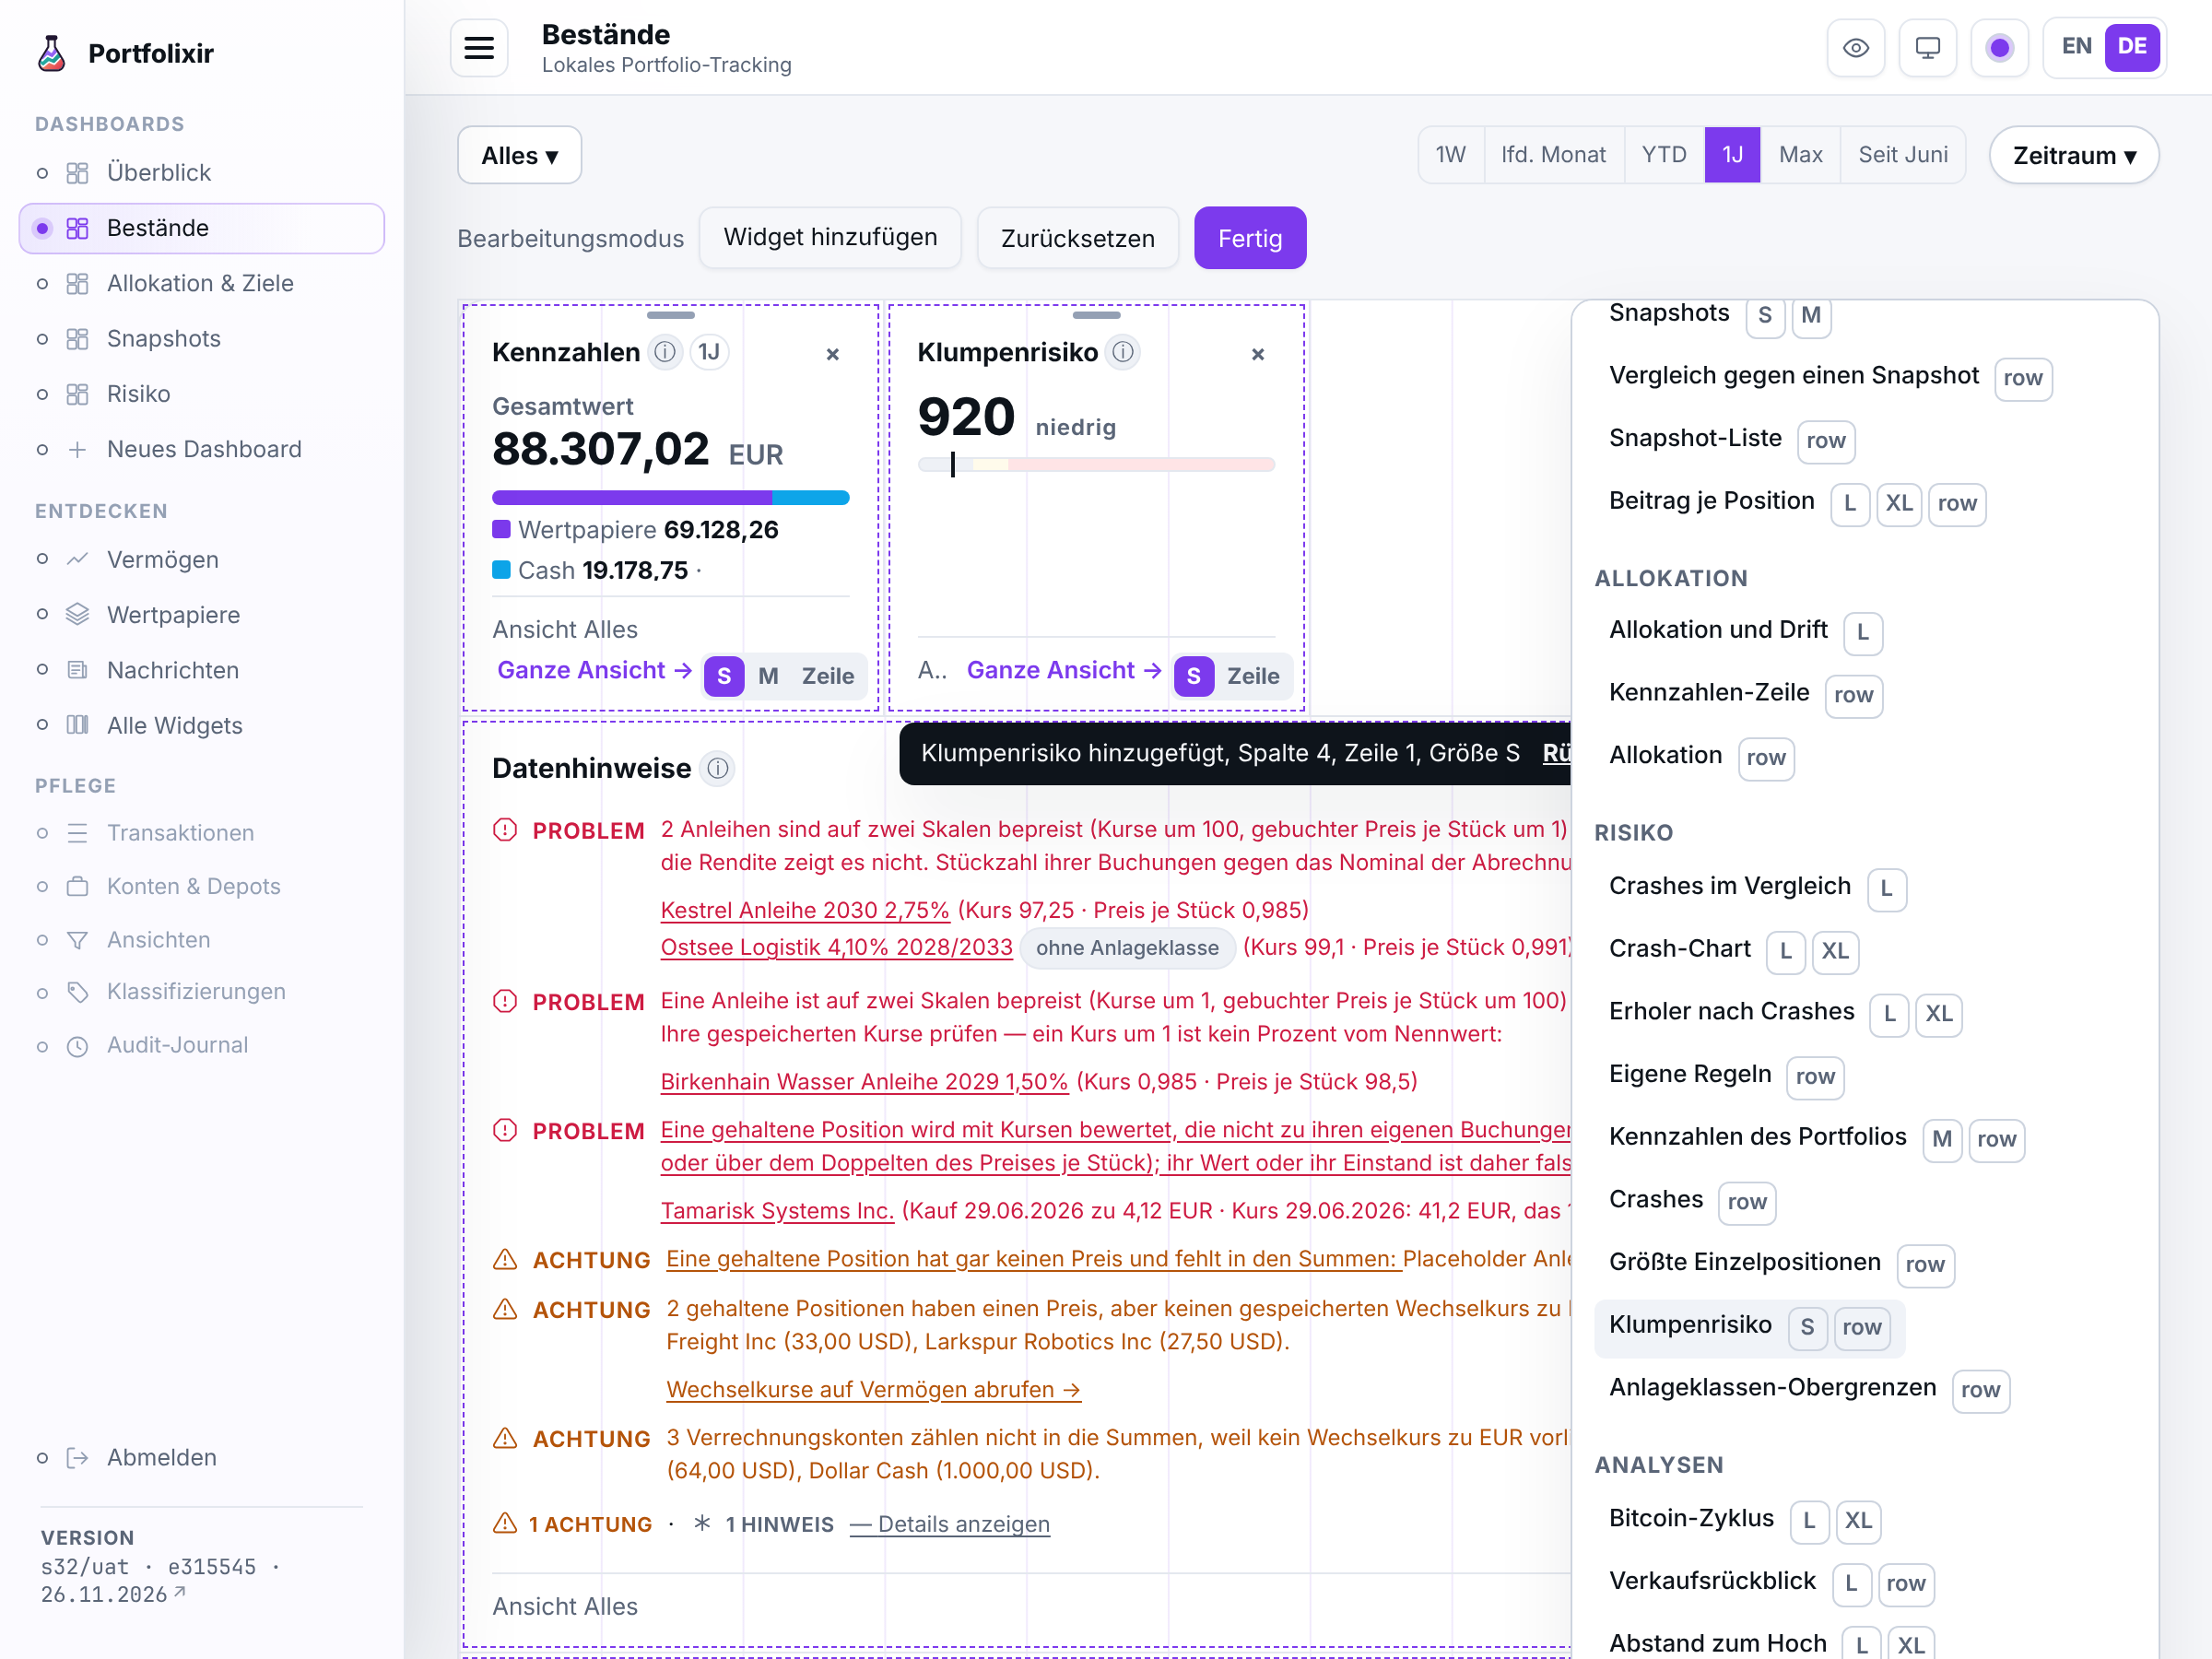 Portfolixir
DASHBOARDS
Überblick
Bestände
Allokation & Ziele
Snapshots
Risiko
Neues Dashboard
ENTDECKEN
Vermögen
Wertpapiere
Nachrichten
Alle Widgets
PFLEGE
Transaktionen
Konten & Depots
Ansichten
Klassifizierungen
Audit-Journal
Abmelden
VERSION
s32/uat · e315545 ·
26.11.2026
Bestände
Lokales Portfolio-Tracking
EN DE
Alles ▾
1W lfd. Monat YTD 1J Max Seit Juni
Zeitraum ▾
Bearbeitungsmodus Widget hinzufügen Zurücksetzen Fertig
Kennzahlen 1J ×
Gesamtwert
88.307,02 EUR
Wertpapiere 69.128,26
Cash 19.178,75 ·
Ansicht Alles
Ganze Ansicht → S M Zeile
Klumpenrisiko ×
920 niedrig
A.. Ganze Ansicht → S Zeile
Klumpenrisiko hinzugefügt, Spalte 4, Zeile 1, Größe S Rü
Datenhinweise
PROBLEM 2 Anleihen sind auf zwei Skalen bepreist (Kurse um 100, gebuchter Preis je Stück um 1)
die Rendite zeigt es nicht. Stückzahl ihrer Buchungen gegen das Nominal der Abrechnu
Kestrel Anleihe 2030 2,75% (Kurs 97,25 · Preis je Stück 0,985)
Ostsee Logistik 4,10% 2028/2033 ohne Anlageklasse (Kurs 99,1 · Preis je Stück 0,991)
PROBLEM Eine Anleihe ist auf zwei Skalen bepreist (Kurse um 1, gebuchter Preis je Stück um 100)
Ihre gespeicherten Kurse prüfen — ein Kurs um 1 ist kein Prozent vom Nennwert:
Birkenhain Wasser Anleihe 2029 1,50% (Kurs 0,985 · Preis je Stück 98,5)
PROBLEM Eine gehaltene Position wird mit Kursen bewertet, die nicht zu ihren eigenen Buchungen
oder über dem Doppelten des Preises je Stück); ihr Wert oder ihr Einstand ist daher fals
Tamarisk Systems Inc. (Kauf 29.06.2026 zu 4,12 EUR · Kurs 29.06.2026: 41,2 EUR, das
ACHTUNG Eine gehaltene Position hat gar keinen Preis und fehlt in den Summen: Placeholder Anle
ACHTUNG 2 gehaltene Positionen haben einen Preis, aber keinen gespeicherten Wechselkurs zu
Freight Inc (33,00 USD), Larkspur Robotics Inc (27,50 USD).
Wechselkurse auf Vermögen abrufen →
ACHTUNG 3 Verrechnungskonten zählen nicht in die Summen, weil kein Wechselkurs zu EUR vorli
(64,00 USD), Dollar Cash (1.000,00 USD).
1 ACHTUNG · 1 HINWEIS — Details anzeigen
Ansicht Alles
Snapshots S M
Vergleich gegen einen Snapshot row
Snapshot-Liste row
Beitrag je Position L XL row
ALLOKATION
Allokation und Drift L
Kennzahlen-Zeile row
Allokation row
RISIKO
Crashes im Vergleich L
Crash-Chart L XL
Erholer nach Crashes L XL
Eigene Regeln row
Kennzahlen des Portfolios M row
Crashes row
Größte Einzelpositionen row
Klumpenrisiko S row
Anlageklassen-Obergrenzen row
ANALYSEN
Bitcoin-Zyklus L XL
Verkaufsrückblick L row
Abstand zum Hoch L XL